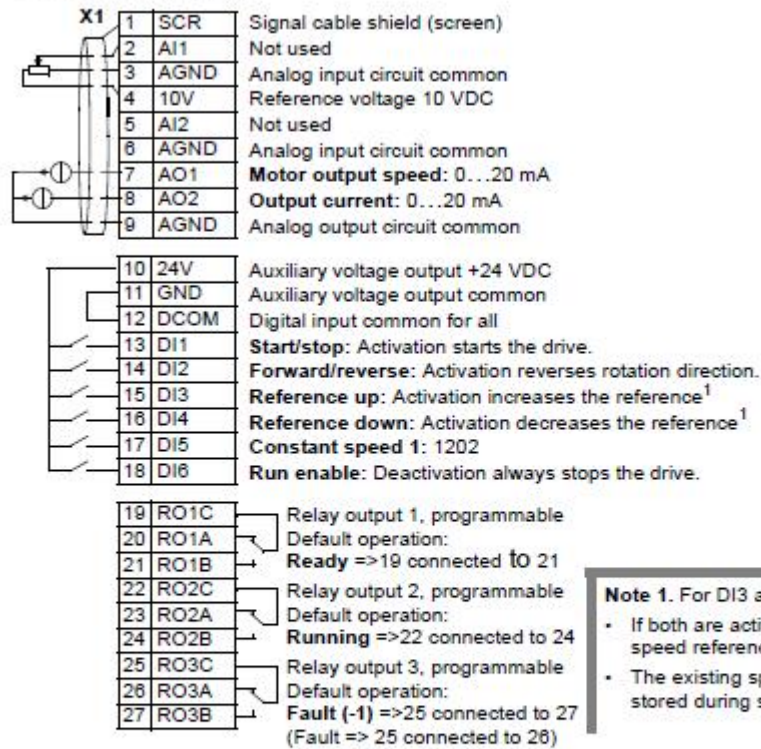 X1
1 SCR Signal cable shield (screen)
2 AI1 Not used
3 AGND Analog input circuit common
4 10V Reference voltage 10 VDC
5 AI2 Not used
6 AGND Analog input circuit common
7 AO1 Motor output speed: 0…20 mA
8 AO2 Output current: 0…20 mA
9 AGND Analog output circuit common
10 24V Auxiliary voltage output +24 VDC
11 GND Auxiliary voltage output common
12 DCOM Digital input common for all
13 DI1 Start/stop: Activation starts the drive.
14 DI2 Forward/reverse: Activation reverses rotation direction.
15 DI3 Reference up: Activation increases the reference¹
16 DI4 Reference down: Activation decreases the reference¹
17 DI5 Constant speed 1: 1202
18 DI6 Run enable: Deactivation always stops the drive.
19 RO1C Relay output 1, programmable
20 RO1A Default operation:
21 RO1B Ready =>19 connected to 21
22 RO2C Relay output 2, programmable
23 RO2A Default operation:
24 RO2B Running =>22 connected to 24
25 RO3C Relay output 3, programmable
26 RO3A Default operation:
27 RO3B Fault (-1) =>25 connected to 27
(Fault => 25 connected to 26)
Note 1. For DI3 a
• If both are acti
speed referenc
• The existing sp
stored during s